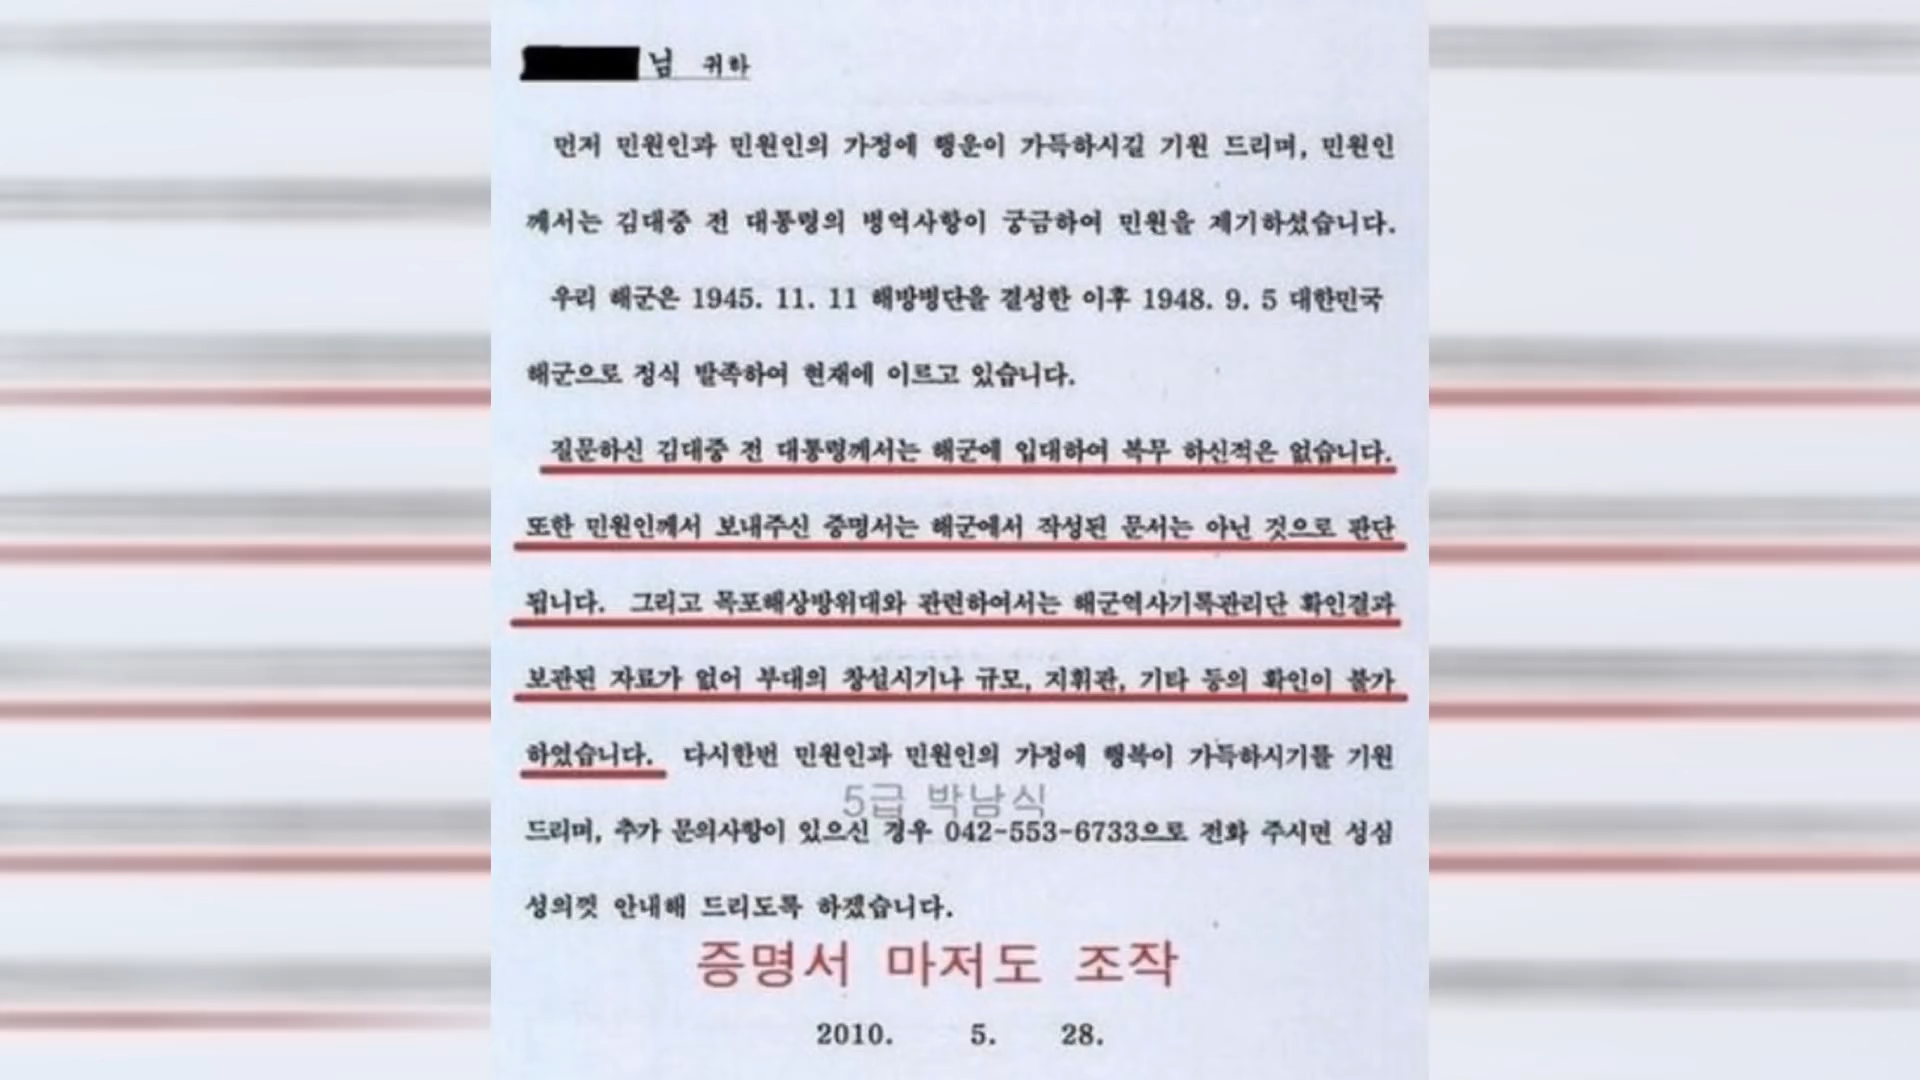 님 귀하
먼저 민원인과 민원인의 가정에 행운이 가득하시길 기원 드리며, 민원인
께서는 김대중 전 대통령의 병역사항이 궁금하여 민원을 제기하셨습니다.
우리 해군은 1945. 11. 11 해방병단을 결성한 이후 1948. 9. 5 대한민국
해군으로 정식 발족하여 현재에 이르고 있습니다.
질문하신 김대중 전 대통령께서는 해군에 입대하여 복무 하신적은 없습니다.
또한 민원인께서 보내주신 증명서는 해군에서 작성된 문서는 아닌 것으로 판단
됩니다. 그리고 목포해상방위대와 관련하여서는 해군역사기록관리단 확인결과
보관된 자료가 없어 부대의 창설시기나 규모, 지휘관, 기타 등의 확인이 불가
하였습니다. 다시한번 민원인과 민원인의 가정에 행복이 가득하시기를 기원
5급 박남식
드리며, 추가 문의사항이 있으신 경우 042-553-6733으로 전화 주시면 성심
성의껏 안내해 드리도록 하겠습니다.
증명서 마저도 조작
2010. 5. 28.